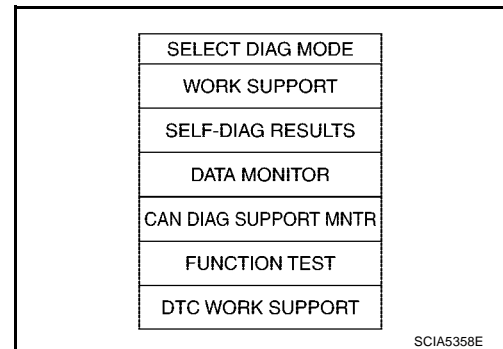 SELECT DIAG MODE
WORK SUPPORT
SELF-DIAG RESULTS
DATA MONITOR
CAN DIAG SUPPORT MNTR
FUNCTION TEST
DTC WORK SUPPORT
SCIA5358E